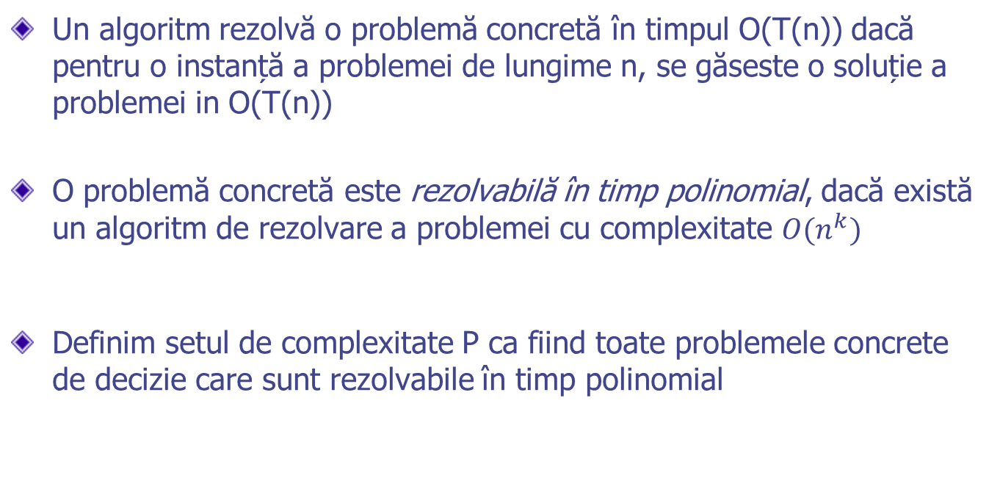 Un algoritm rezolvă o problemă concretă în timpul O(T(n)) dacă
pentru o instanță a problemei de lungime n, se găseste o soluție a
problemei in O(T(n))
O problemă concretă este rezolvabilă în timp polinomial, dacă există
un algoritm de rezolvare a problemei cu complexitate 𝑂(𝑛ᵏ)
Definim setul de complexitate P ca fiind toate problemele concrete
de decizie care sunt rezolvabile în timp polinomial